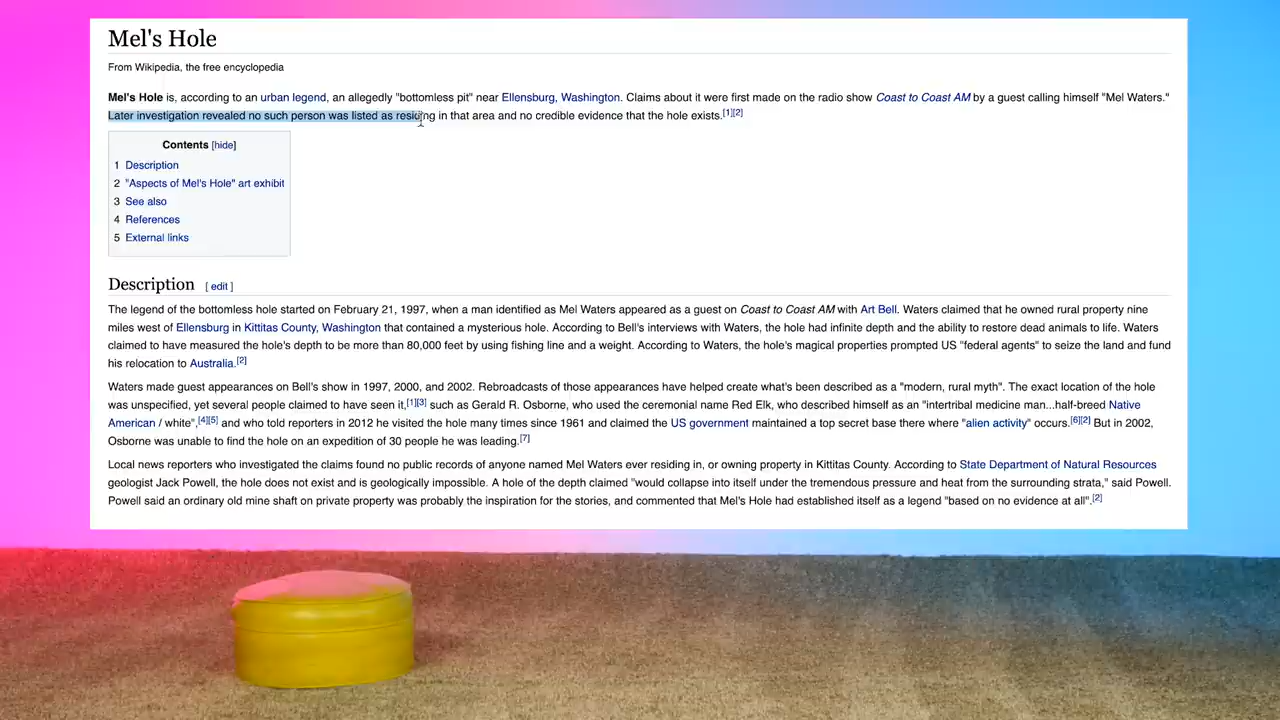 Mel's Hole
From Wikipedia, the free encyclopedia
Mel's Hole is, according to an urban legend, an allegedly "bottomless pit" near Ellensburg, Washington. Claims about it were first made on the radio show Coast to Coast AM by a guest calling himself "Mel Waters."
Later investigation revealed no such person was listed as residing in that area and no credible evidence that the hole exists.[1][2]
Contents [hide]
1 Description
2 "Aspects of Mel's Hole" art exhibit
3 See also
4 References
5 External links
Description [ edit ]
The legend of the bottomless hole started on February 21, 1997, when a man identified as Mel Waters appeared as a guest on Coast to Coast AM with Art Bell. Waters claimed that he owned rural property nine
miles west of Ellensburg in Kittitas County, Washington that contained a mysterious hole. According to Bell's interviews with Waters, the hole had infinite depth and the ability to restore dead animals to life. Waters
claimed to have measured the hole's depth to be more than 80,000 feet by using fishing line and a weight. According to Waters, the hole's magical properties prompted US "federal agents" to seize the land and fund
his relocation to Australia.[2]
Waters made guest appearances on Bell's show in 1997, 2000, and 2002. Rebroadcasts of those appearances have helped create what's been described as a "modern, rural myth". The exact location of the hole
was unspecified, yet several people claimed to have seen it,[1][3] such as Gerald R. Osborne, who used the ceremonial name Red Elk, who described himself as an "intertribal medicine man...half-breed Native
American / white",[4][5] and who told reporters in 2012 he visited the hole many times since 1961 and claimed the US government maintained a top secret base there where "alien activity" occurs.[6][2] But in 2002,
Osborne was unable to find the hole on an expedition of 30 people he was leading.[7]
Local news reporters who investigated the claims found no public records of anyone named Mel Waters ever residing in, or owning property in Kittitas County. According to State Department of Natural Resources
geologist Jack Powell, the hole does not exist and is geologically impossible. A hole of the depth claimed "would collapse into itself under the tremendous pressure and heat from the surrounding strata," said Powell.
Powell said an ordinary old mine shaft on private property was probably the inspiration for the stories, and commented that Mel's Hole had established itself as a legend "based on no evidence at all".[2]